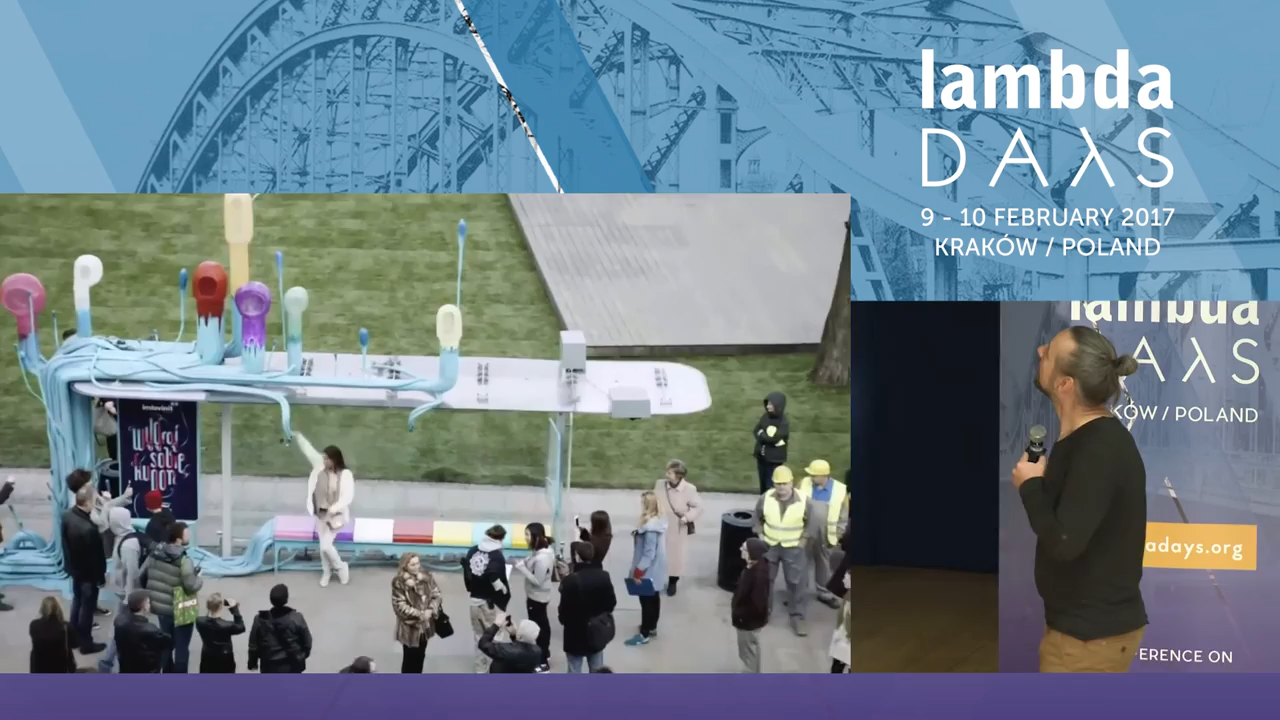 lambda
DAλS
9 - 10 FEBRUARY 2017
KRAKÓW / POLAND
lambda
AλS
KÓW / POLAND
adays.org
ERENCE ON